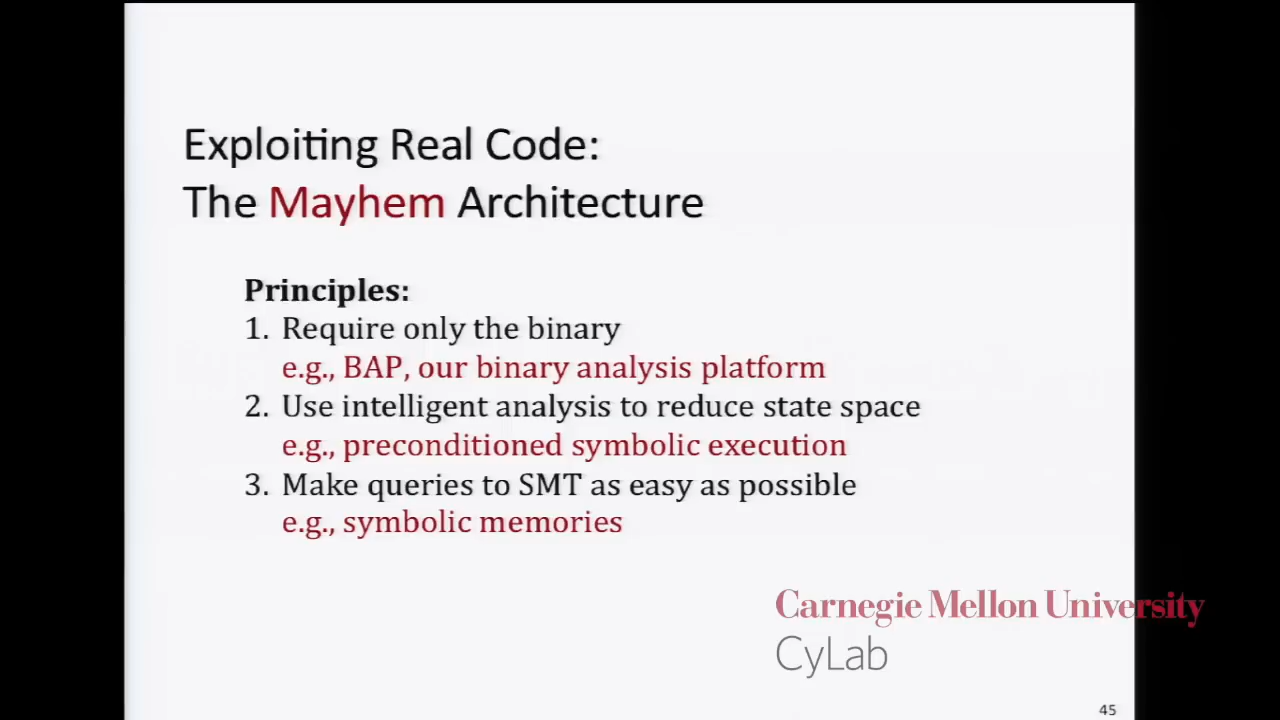 Exploiting Real Code:
The Mayhem Architecture
Principles:
1. Require only the binary
e.g., BAP, our binary analysis platform
2. Use intelligent analysis to reduce state space
e.g., preconditioned symbolic execution
3. Make queries to SMT as easy as possible
e.g., symbolic memories
Carnegie Mellon University
CyLab
45